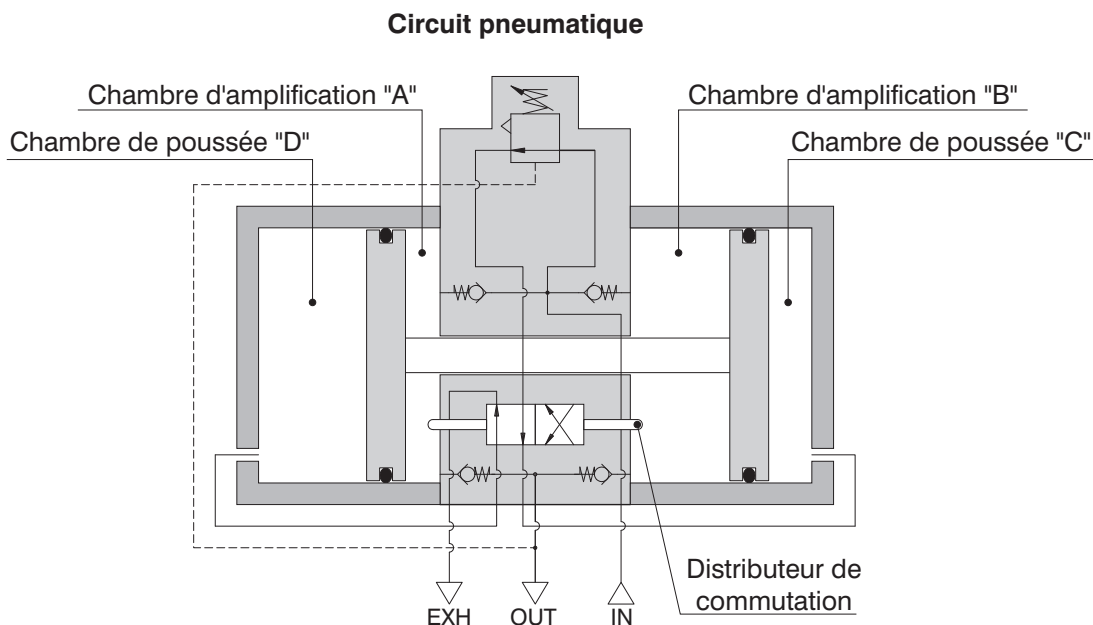 Circuit pneumatique
Chambre d'amplification "A"
Chambre d'amplification "B"
Chambre de poussée "D"
Chambre de poussée "C"
Distributeur de
commutation
EXH
OUT
IN